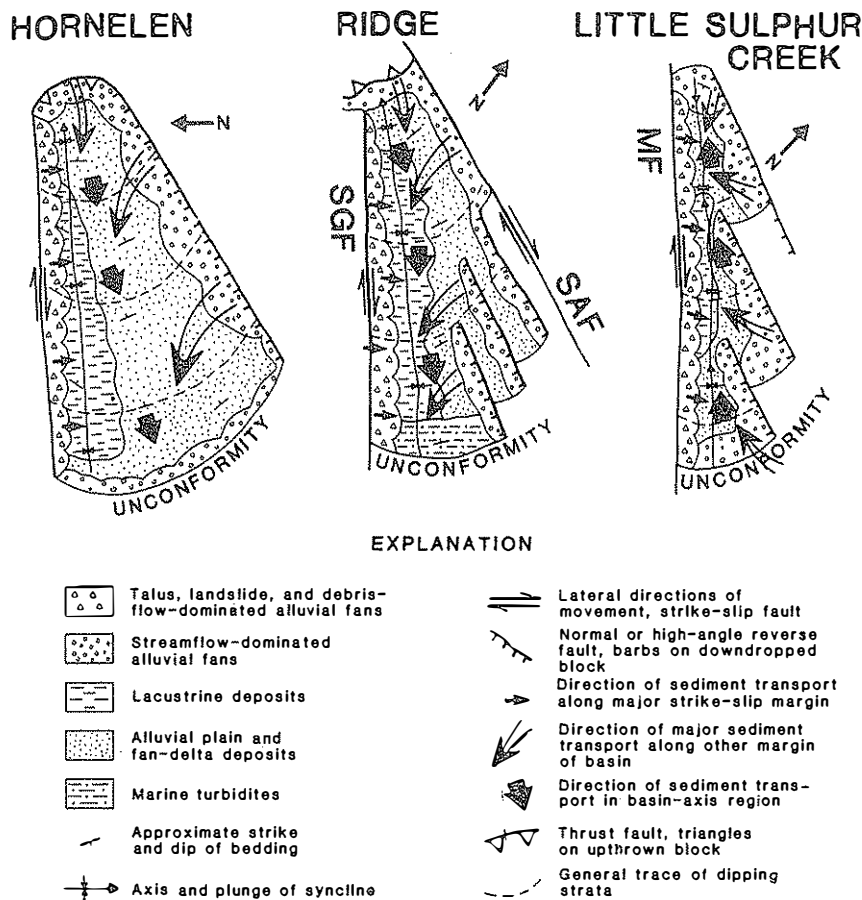 HORNELEN
RIDGE
LITTLE SULPHUR
CREEK
N
N
N
SGF
SAF
MF
UNCONFORMITY
UNCONFORMITY
UNCONFORMITY
EXPLANATION
Talus, landslide, and debris-
flow-dominated alluvial fans
Streamflow-dominated
alluvial fans
Lacustrine deposits
Alluvial plain and
fan-delta deposits
Marine turbidites
Approximate strike
and dip of bedding
Axis and plunge of syncline
Lateral directions of
movement, strike-slip fault
Normal or high-angle reverse
fault, barbs on downdropped
block
Direction of sediment transport
along major strike-slip margin
Direction of major sediment
transport along other margin
of basin
Direction of sediment trans-
port in basin-axis region
Thrust fault, triangles
on upthrown block
General trace of dipping
strata